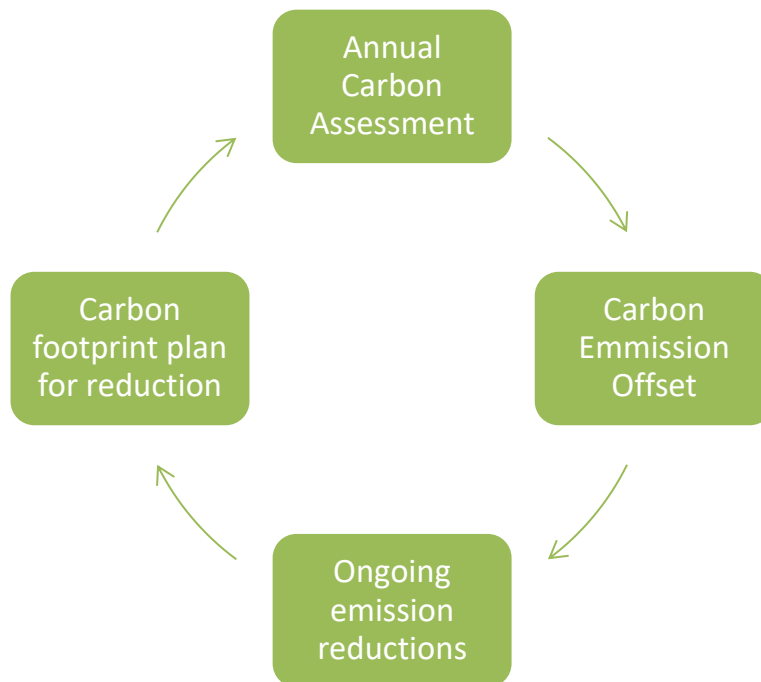 Annual
Carbon
Assessment
Carbon
Emmission
Offset
Ongoing
emission
reductions
Carbon
footprint plan
for reduction